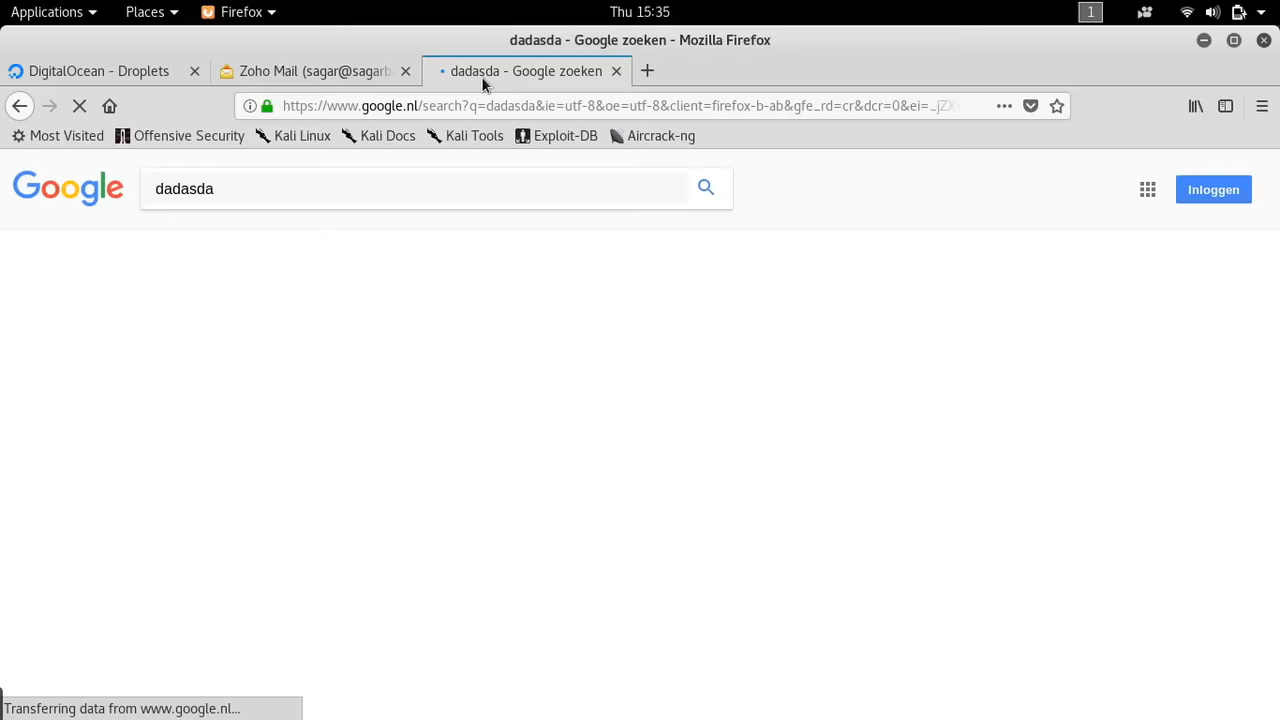 Applications Places Firefox Thu 15:35 1
dadasda - Google zoeken - Mozilla Firefox
DigitalOcean - Droplets Zoho Mail (sagar@sagarb dadasda - Google zoeken
https://www.google.nl/search?q=dadasda&ie=utf-8&oe=utf-8&client=firefox-b-ab&gfe_rd=cr&dcr=0&ei=_jZX
Most Visited Offensive Security Kali Linux Kali Docs Kali Tools Exploit-DB Aircrack-ng
Google dadasda Inloggen
Transferring data from www.google.nl...